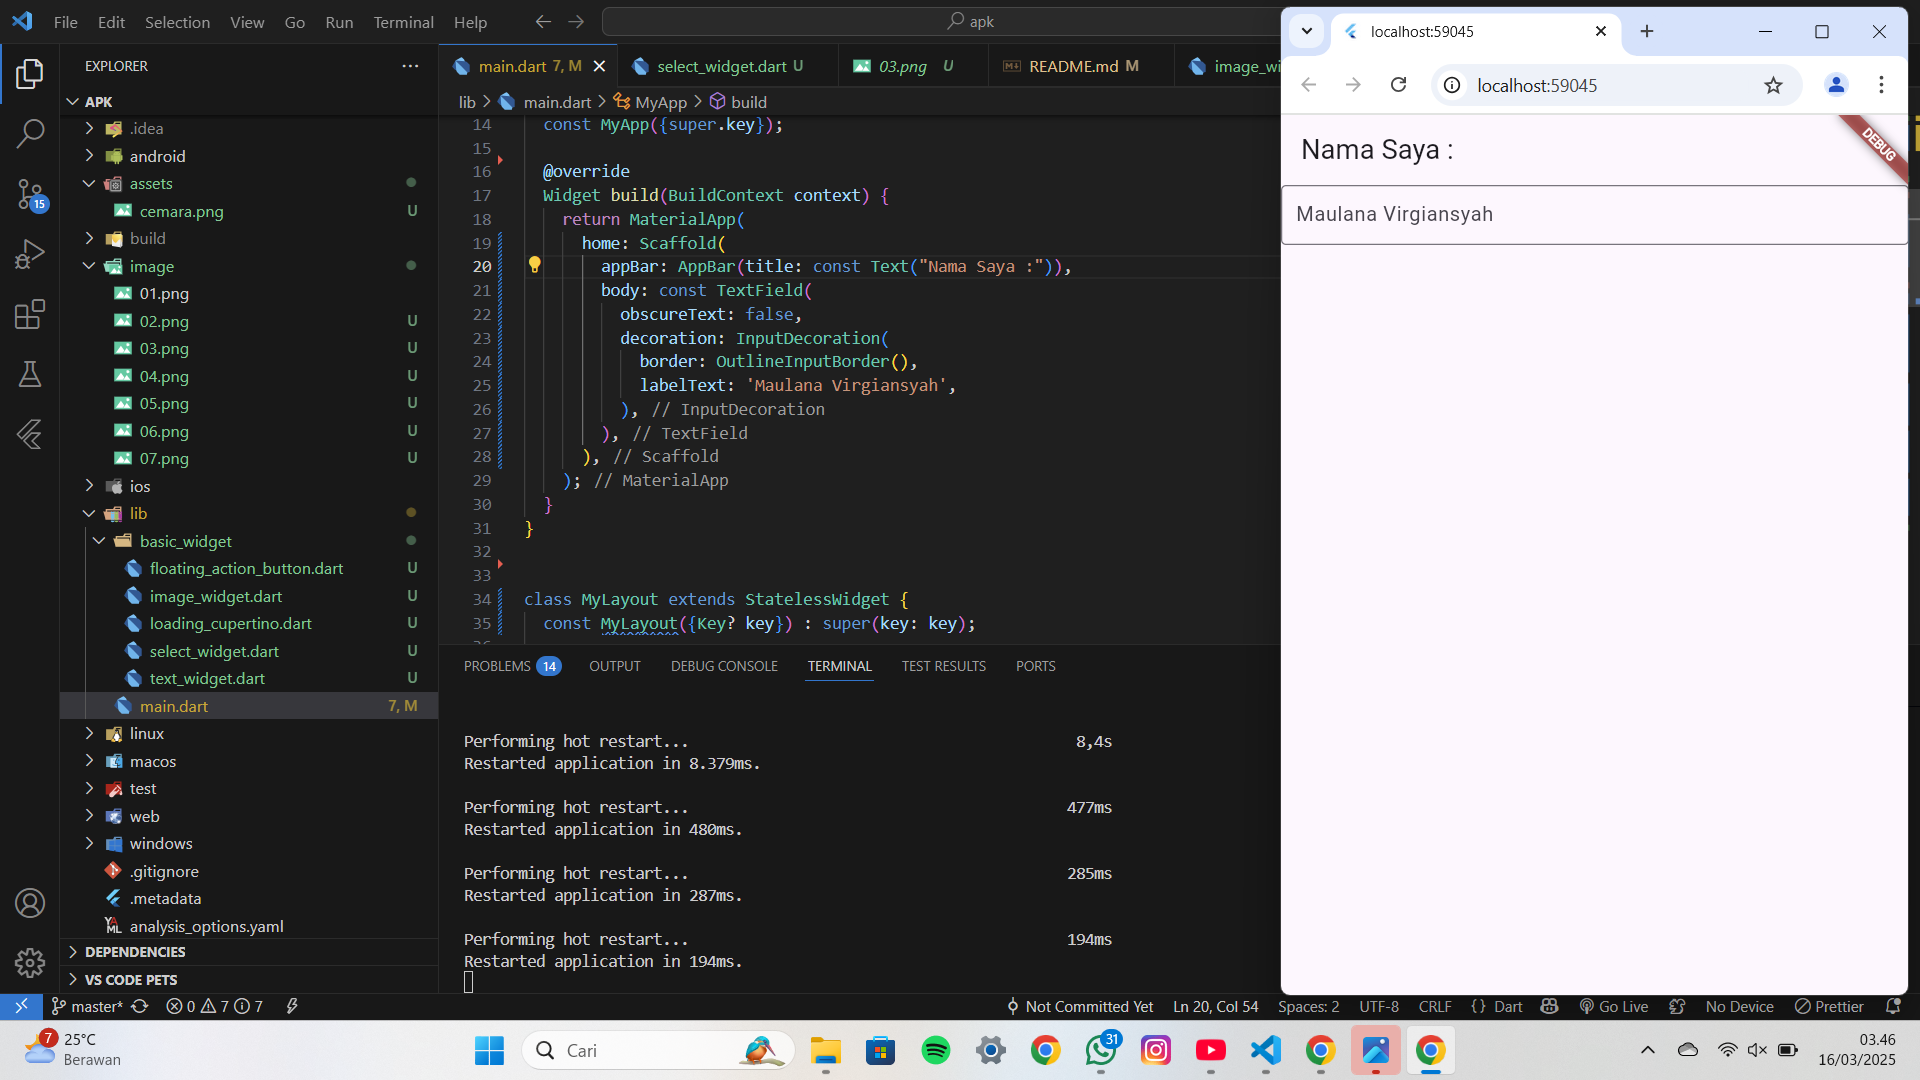 File Edit Selection View Go Run Terminal Help
apk
EXPLORER
APK
.idea
android
assets
cemara.png U
build
image
01.png
02.png U
03.png U
04.png U
05.png U
06.png U
07.png U
ios
lib
basic_widget
floating_action_button.dart U
image_widget.dart U
loading_cupertino.dart U
select_widget.dart U
text_widget.dart U
main.dart 7, M
linux
macos
test
web
windows
.gitignore
.metadata
analysis_options.yaml
DEPENDENCIES
VS CODE PETS
15
main.dart 7, M
select_widget.dart U
03.png U
README.md M
image_wi
lib > main.dart > MyApp > build
14 const MyApp({super.key});
15
16 @override
17 Widget build(BuildContext context) {
18 return MaterialApp(
19 home: Scaffold(
20 appBar: AppBar(title: const Text("Nama Saya :")),
21 body: const TextField(
22 obscureText: false,
23 decoration: InputDecoration(
24 border: OutlineInputBorder(),
25 labelText: 'Maulana Virgiansyah',
26 ), // InputDecoration
27 ), // TextField
28 ), // Scaffold
29 ); // MaterialApp
30 }
31 }
32
33
34 class MyLayout extends StatelessWidget {
35 const MyLayout({Key? key}) : super(key: key);
PROBLEMS 14 OUTPUT DEBUG CONSOLE TERMINAL TEST RESULTS PORTS
Performing hot restart... 8,4s
Restarted application in 8.379ms.
Performing hot restart... 477ms
Restarted application in 480ms.
Performing hot restart... 285ms
Restarted application in 287ms.
Performing hot restart... 194ms
Restarted application in 194ms.
localhost:59045
localhost:59045
Nama Saya :
DEBUG
Maulana Virgiansyah
master* 0 7 7
Not Committed Yet Ln 20, Col 54 Spaces: 2 UTF-8 CRLF {} Dart Go Live No Device Prettier
7
25°C
Berawan
Cari
31
03.46
16/03/2025